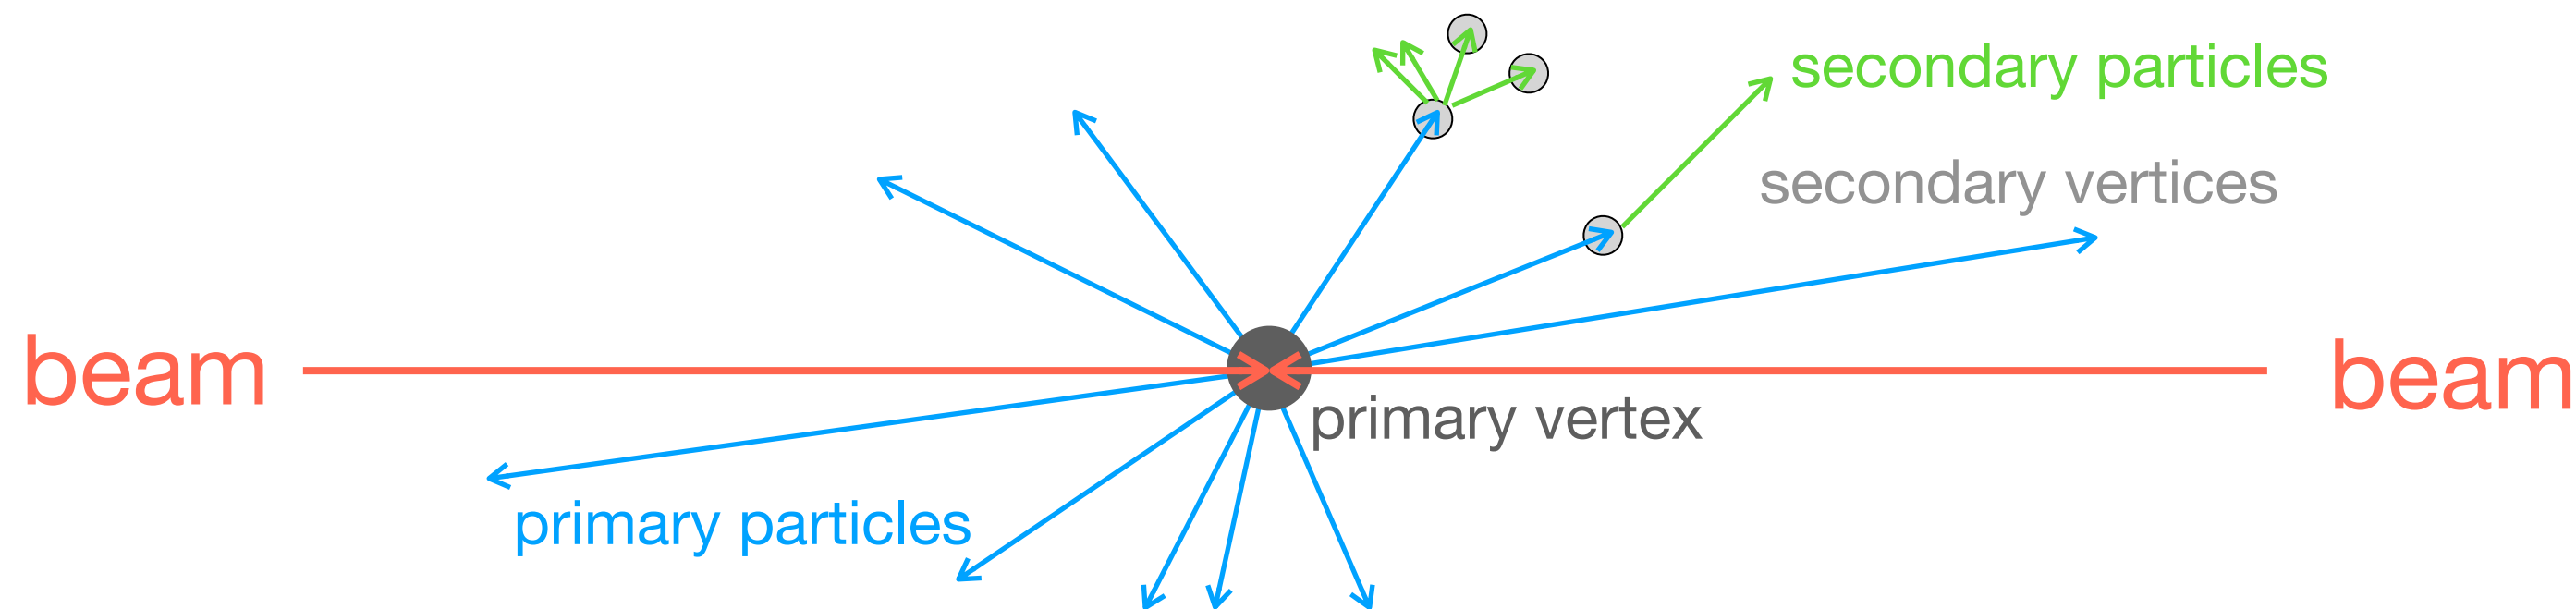 secondary particles
secondary vertices
beam
beam
primary vertex
primary particles